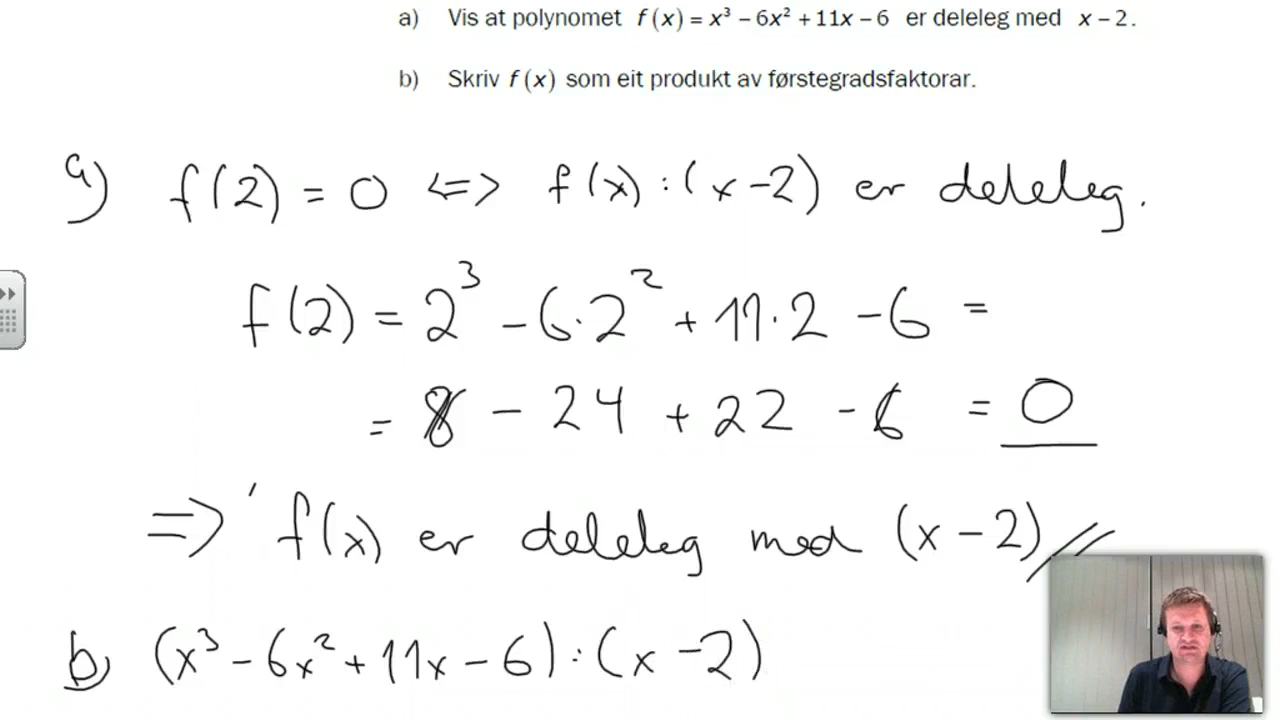 a) Vis at polynomet f(x) = x³ – 6x² + 11x – 6 er deleleg med x – 2.
b) Skriv f(x) som eit produkt av førstegradsfaktorar.
a) f(2) = 0 <=> f(x) : (x-2) er deleleg.
f(2) = 2³ - 6·2² + 11·2 - 6 =
= 8 - 24 + 22 - 6 = 0
=> f(x) er deleleg med (x-2) //
b) (x³ - 6x² + 11x - 6) : (x - 2)